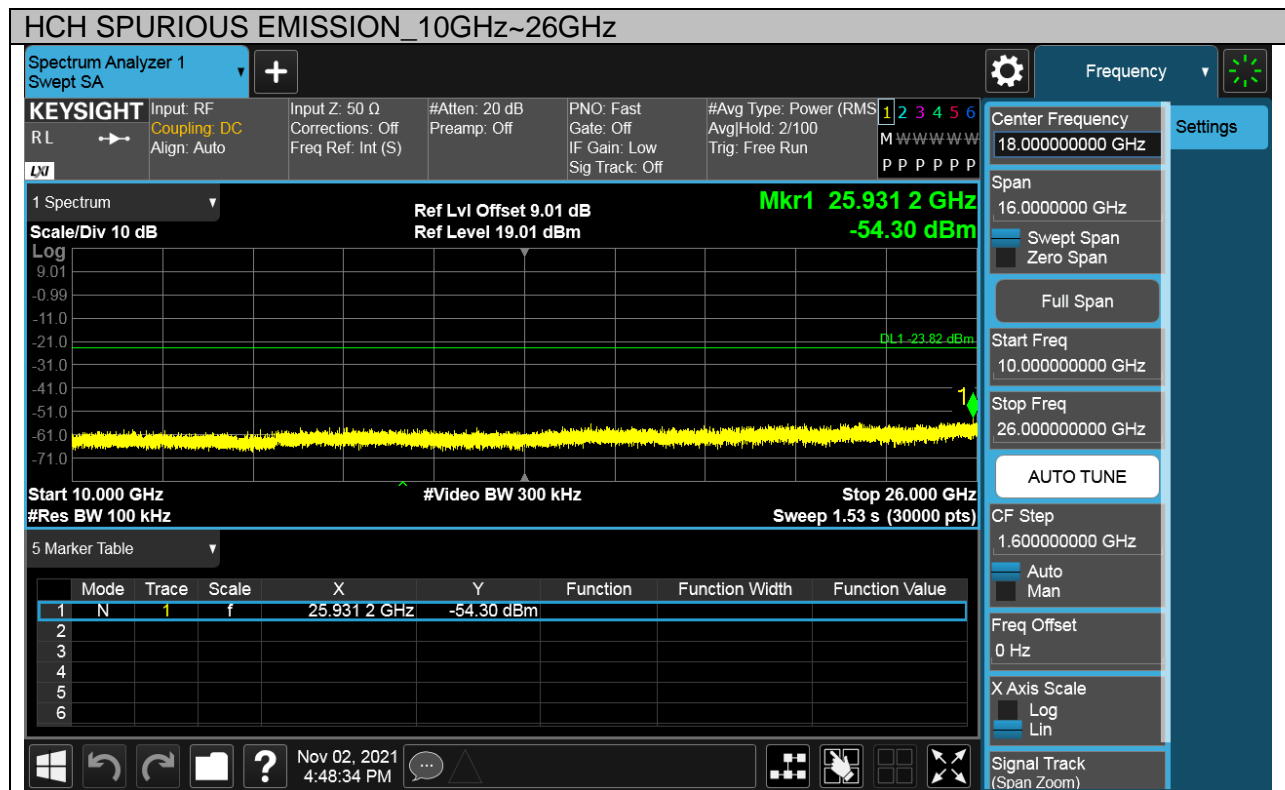 HCH SPURIOUS EMISSION_10GHz~26GHz
Spectrum Analyzer 1
Swept SA
Frequency
KEYSIGHT
RL
LXI
Input: RF
Coupling: DC
Align: Auto
Input Z: 50 Ω
Corrections: Off
Freq Ref: Int (S)
#Atten: 20 dB
Preamp: Off
PNO: Fast
Gate: Off
IF Gain: Low
Sig Track: Off
#Avg Type: Power (RMS
Avg|Hold: 2/100
Trig: Free Run
1 2 3 4 5 6
M W W W W W
P P P P P P
1 Spectrum
Scale/Div 10 dB
Ref Lvl Offset 9.01 dB
Ref Level 19.01 dBm
Mkr1 25.931 2 GHz
-54.30 dBm
Log
9.01
-0.99
-11.0
-21.0
DL1 -23.82 dBm
-31.0
-41.0
1
-51.0
-61.0
-71.0
Start 10.000 GHz
#Video BW 300 kHz
Stop 26.000 GHz
#Res BW 100 kHz
Sweep 1.53 s (30000 pts)
5 Marker Table
Mode Trace Scale X Y Function Function Width Function Value
1 N 1 f 25.931 2 GHz -54.30 dBm
2
3
4
5
6
Nov 02, 2021
4:48:34 PM
Settings
Center Frequency
18.000000000 GHz
Span
16.0000000 GHz
Swept Span
Zero Span
Full Span
Start Freq
10.000000000 GHz
Stop Freq
26.000000000 GHz
AUTO TUNE
CF Step
1.600000000 GHz
Auto
Man
Freq Offset
0 Hz
X Axis Scale
Log
Lin
Signal Track
(Span Zoom)